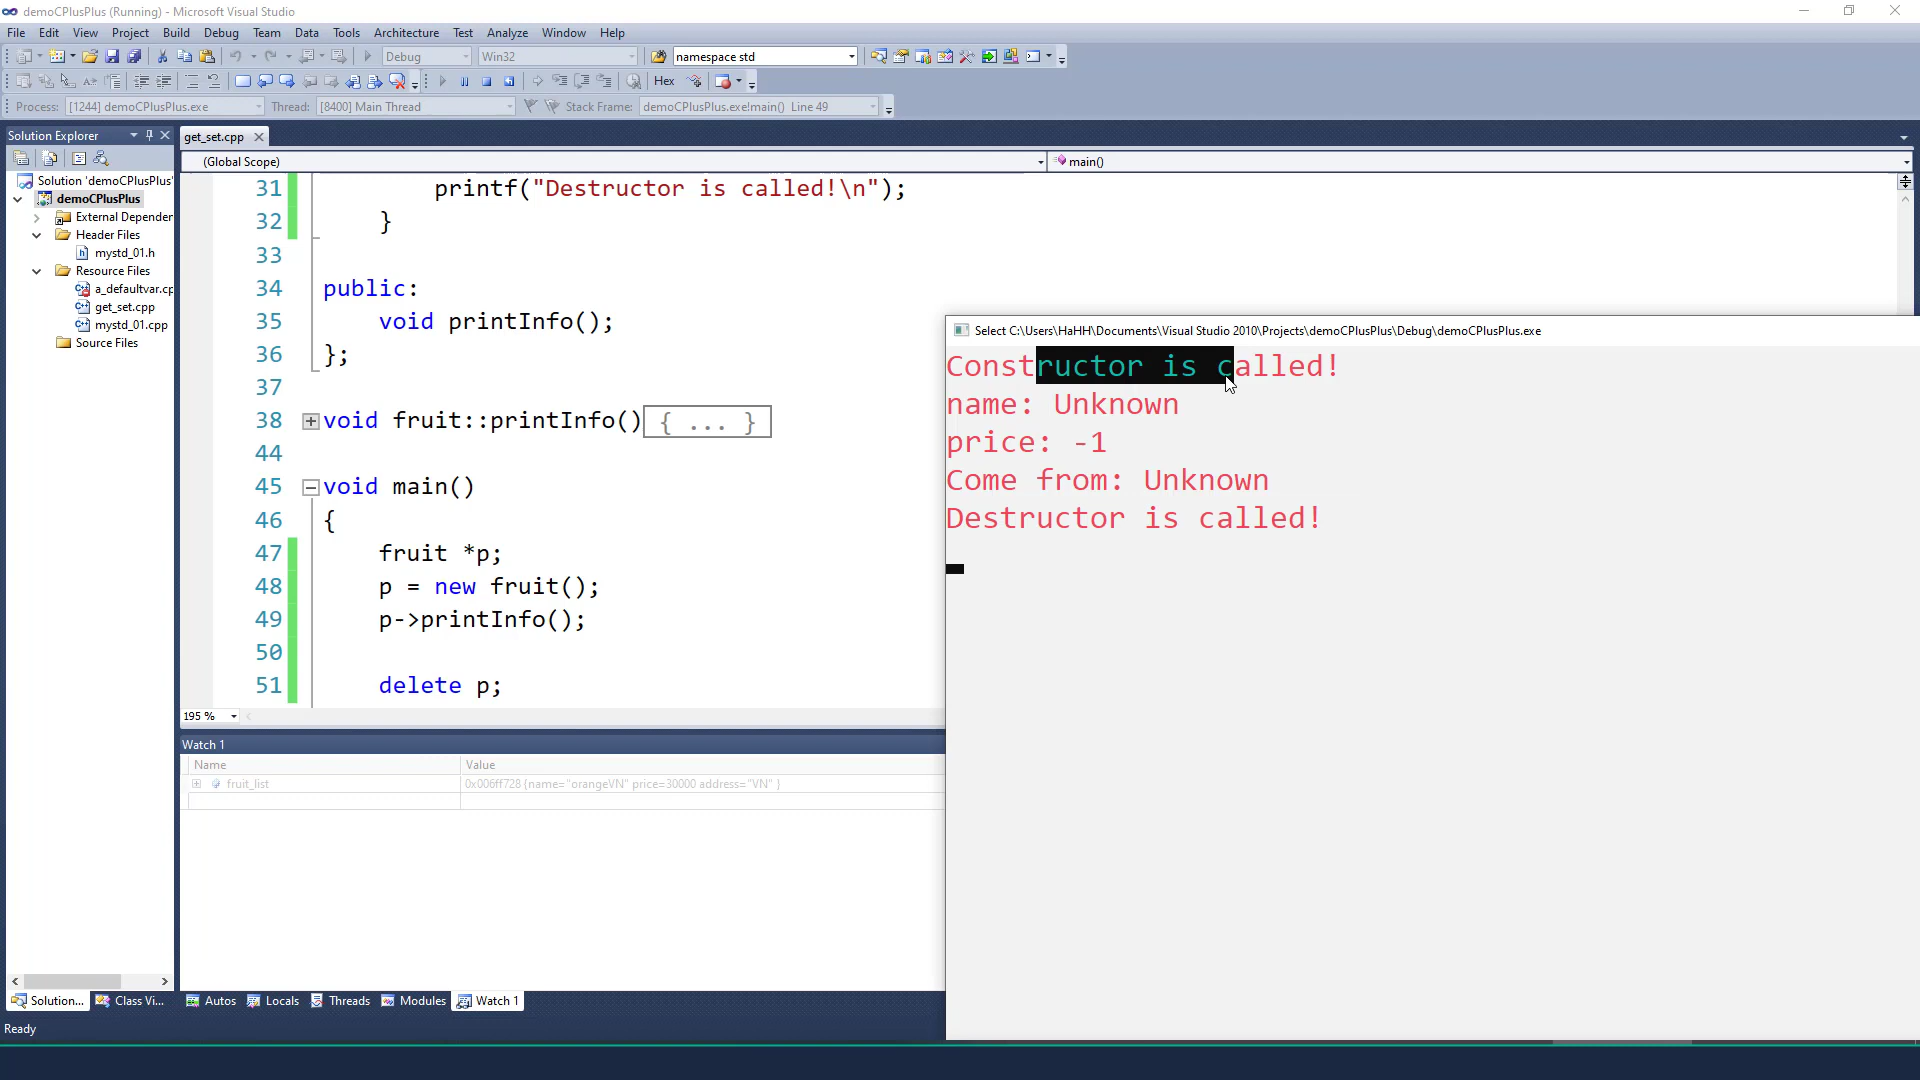 demoCPlusPlus (Running) - Microsoft Visual Studio
File Edit View Project Build Debug Team Data Tools Architecture Test Analyze Window Help
Debug Win32 namespace std
Hex
Process: [1244] demoCPlusPlus.exe Thread: [8400] Main Thread Stack Frame: demoCPlusPlus.exe!main() Line 49
Solution Explorer
get_set.cpp
(Global Scope) main()
Solution 'demoCPlusPlus'
demoCPlusPlus
External Dependen
Header Files
mystd_01.h
Resource Files
a_defaultvar.cp
get_set.cpp
mystd_01.cpp
Source Files
31 printf("Destructor is called!\n");
32 }
33
34 public:
35 void printInfo();
36 };
37
38 void fruit::printInfo() { ... }
44
45 void main()
46 {
47 fruit *p;
48 p = new fruit();
49 p->printInfo();
50
51 delete p;
195 %
Select C:\Users\HaHH\Documents\Visual Studio 2010\Projects\demoCPlusPlus\Debug\demoCPlusPlus.exe
Constructor is called!
name: Unknown
price: -1
Come from: Unknown
Destructor is called!
Watch 1
Name Value
fruit_list 0x006ff728 {name="orangeVN" price=30000 address="VN" }
Solution... Class Vi... Autos Locals Threads Modules Watch 1
Ready